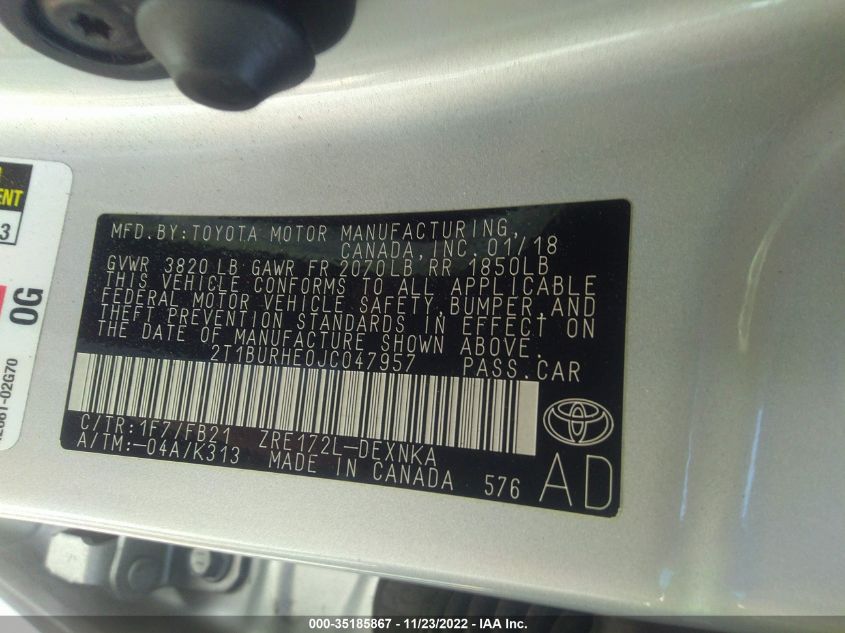 MFD.BY:TOYOTA MOTOR MANUFACTURING,
CANADA, INC. 01/18
GVWR 3820 LB GAWR FR 2070LB RR 1850LB
THIS VEHICLE CONFORMS TO ALL APPLICABLE
FEDERAL MOTOR VEHICLE SAFETY, BUMPER, AND
THEFT PREVENTION STANDARDS IN EFFECT ON
THE DATE OF MANUFACTURE SHOWN ABOVE.
2T1BURHE0JC047957 PASS.CAR
C/TR:1F7/FB21 ZRE172L-DEXNKA
A/TM:-04A/K313 MADE IN CANADA 576
AD
3
0G
-02G70
000-35185867 - 11/23/2022 - IAA Inc.